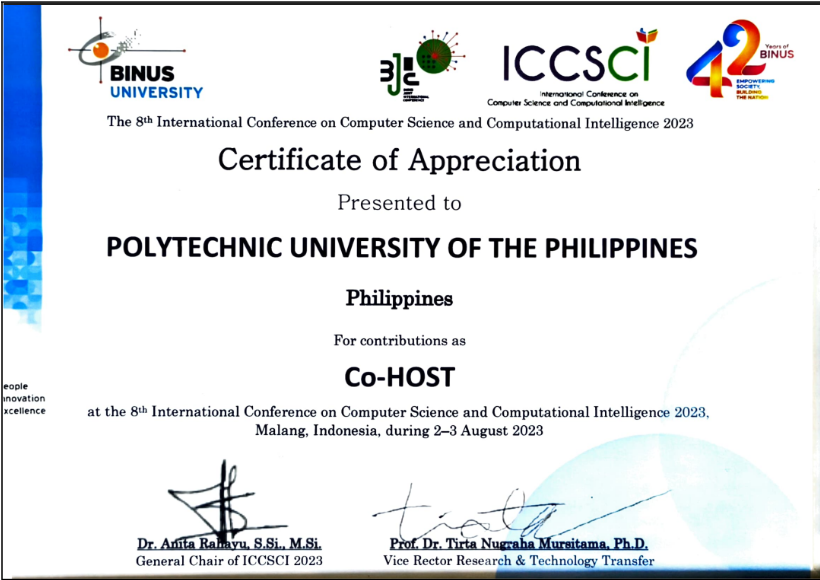 BINUS
UNIVERSITY
BJIC
ICCSCI
International Conference on
Computer Science and Computational Intelligence
42
Years of
BINUS
EMPOWERING
SOCIETY,
BUILDING
THE NATION
The 8th International Conference on Computer Science and Computational Intelligence 2023
Certificate of Appreciation
Presented to
POLYTECHNIC UNIVERSITY OF THE PHILIPPINES
Philippines
For contributions as
Co-HOST
eople
nnovation
xcellence
at the 8th International Conference on Computer Science and Computational Intelligence 2023,
Malang, Indonesia, during 2–3 August 2023
Dr. Anita Rahayu, S.Si., M.Si.
General Chair of ICCSCI 2023
Prof. Dr. Tirta Nugraha Mursitama, Ph.D.
Vice Rector Research & Technology Transfer